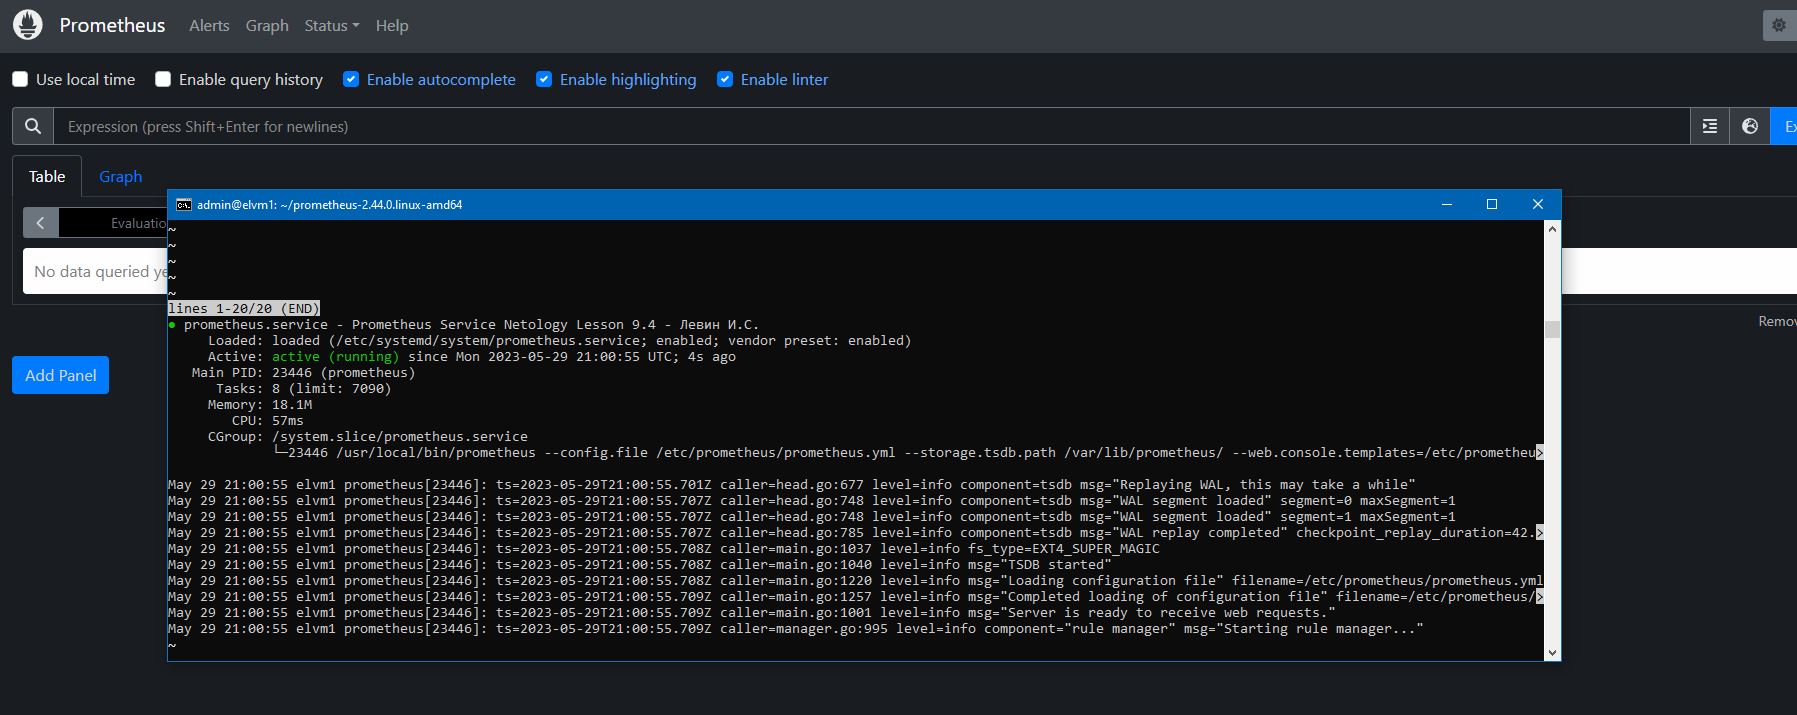 Prometheus Alerts Graph Status Help
Use local time Enable query history Enable autocomplete Enable highlighting Enable linter
Expression (press Shift+Enter for newlines)
Table Graph
admin@elvm1: ~/prometheus-2.44.0.linux-amd64
No data queried
~
~
~
~
~
lines 1-20/20 (END)
● prometheus.service - Prometheus Service Netology Lesson 9.4 - Левин И.С.
Loaded: loaded (/etc/systemd/system/prometheus.service; enabled; vendor preset: enabled)
Active: active (running) since Mon 2023-05-29 21:00:55 UTC; 4s ago
Main PID: 23446 (prometheus)
Tasks: 8 (limit: 7090)
Memory: 18.1M
CPU: 57ms
CGroup: /system.slice/prometheus.service
└─23446 /usr/local/bin/prometheus --config.file /etc/prometheus/prometheus.yml --storage.tsdb.path /var/lib/prometheus/ --web.console.templates=/etc/prometheu>
May 29 21:00:55 elvm1 prometheus[23446]: ts=2023-05-29T21:00:55.701Z caller=head.go:677 level=info component=tsdb msg="Replaying WAL, this may take a while"
May 29 21:00:55 elvm1 prometheus[23446]: ts=2023-05-29T21:00:55.707Z caller=head.go:748 level=info component=tsdb msg="WAL segment loaded" segment=0 maxSegment=1
May 29 21:00:55 elvm1 prometheus[23446]: ts=2023-05-29T21:00:55.707Z caller=head.go:748 level=info component=tsdb msg="WAL segment loaded" segment=1 maxSegment=1
May 29 21:00:55 elvm1 prometheus[23446]: ts=2023-05-29T21:00:55.707Z caller=head.go:785 level=info component=tsdb msg="WAL replay completed" checkpoint_replay_duration=42.>
May 29 21:00:55 elvm1 prometheus[23446]: ts=2023-05-29T21:00:55.708Z caller=main.go:1037 level=info fs_type=EXT4_SUPER_MAGIC
May 29 21:00:55 elvm1 prometheus[23446]: ts=2023-05-29T21:00:55.708Z caller=main.go:1040 level=info msg="TSDB started"
May 29 21:00:55 elvm1 prometheus[23446]: ts=2023-05-29T21:00:55.708Z caller=main.go:1220 level=info msg="Loading configuration file" filename=/etc/prometheus/prometheus.yml
May 29 21:00:55 elvm1 prometheus[23446]: ts=2023-05-29T21:00:55.709Z caller=main.go:1257 level=info msg="Completed loading of configuration file" filename=/etc/prometheus/>
May 29 21:00:55 elvm1 prometheus[23446]: ts=2023-05-29T21:00:55.709Z caller=main.go:1001 level=info msg="Server is ready to receive web requests."
May 29 21:00:55 elvm1 prometheus[23446]: ts=2023-05-29T21:00:55.709Z caller=manager.go:995 level=info component="rule manager" msg="Starting rule manager..."
~
Add Panel